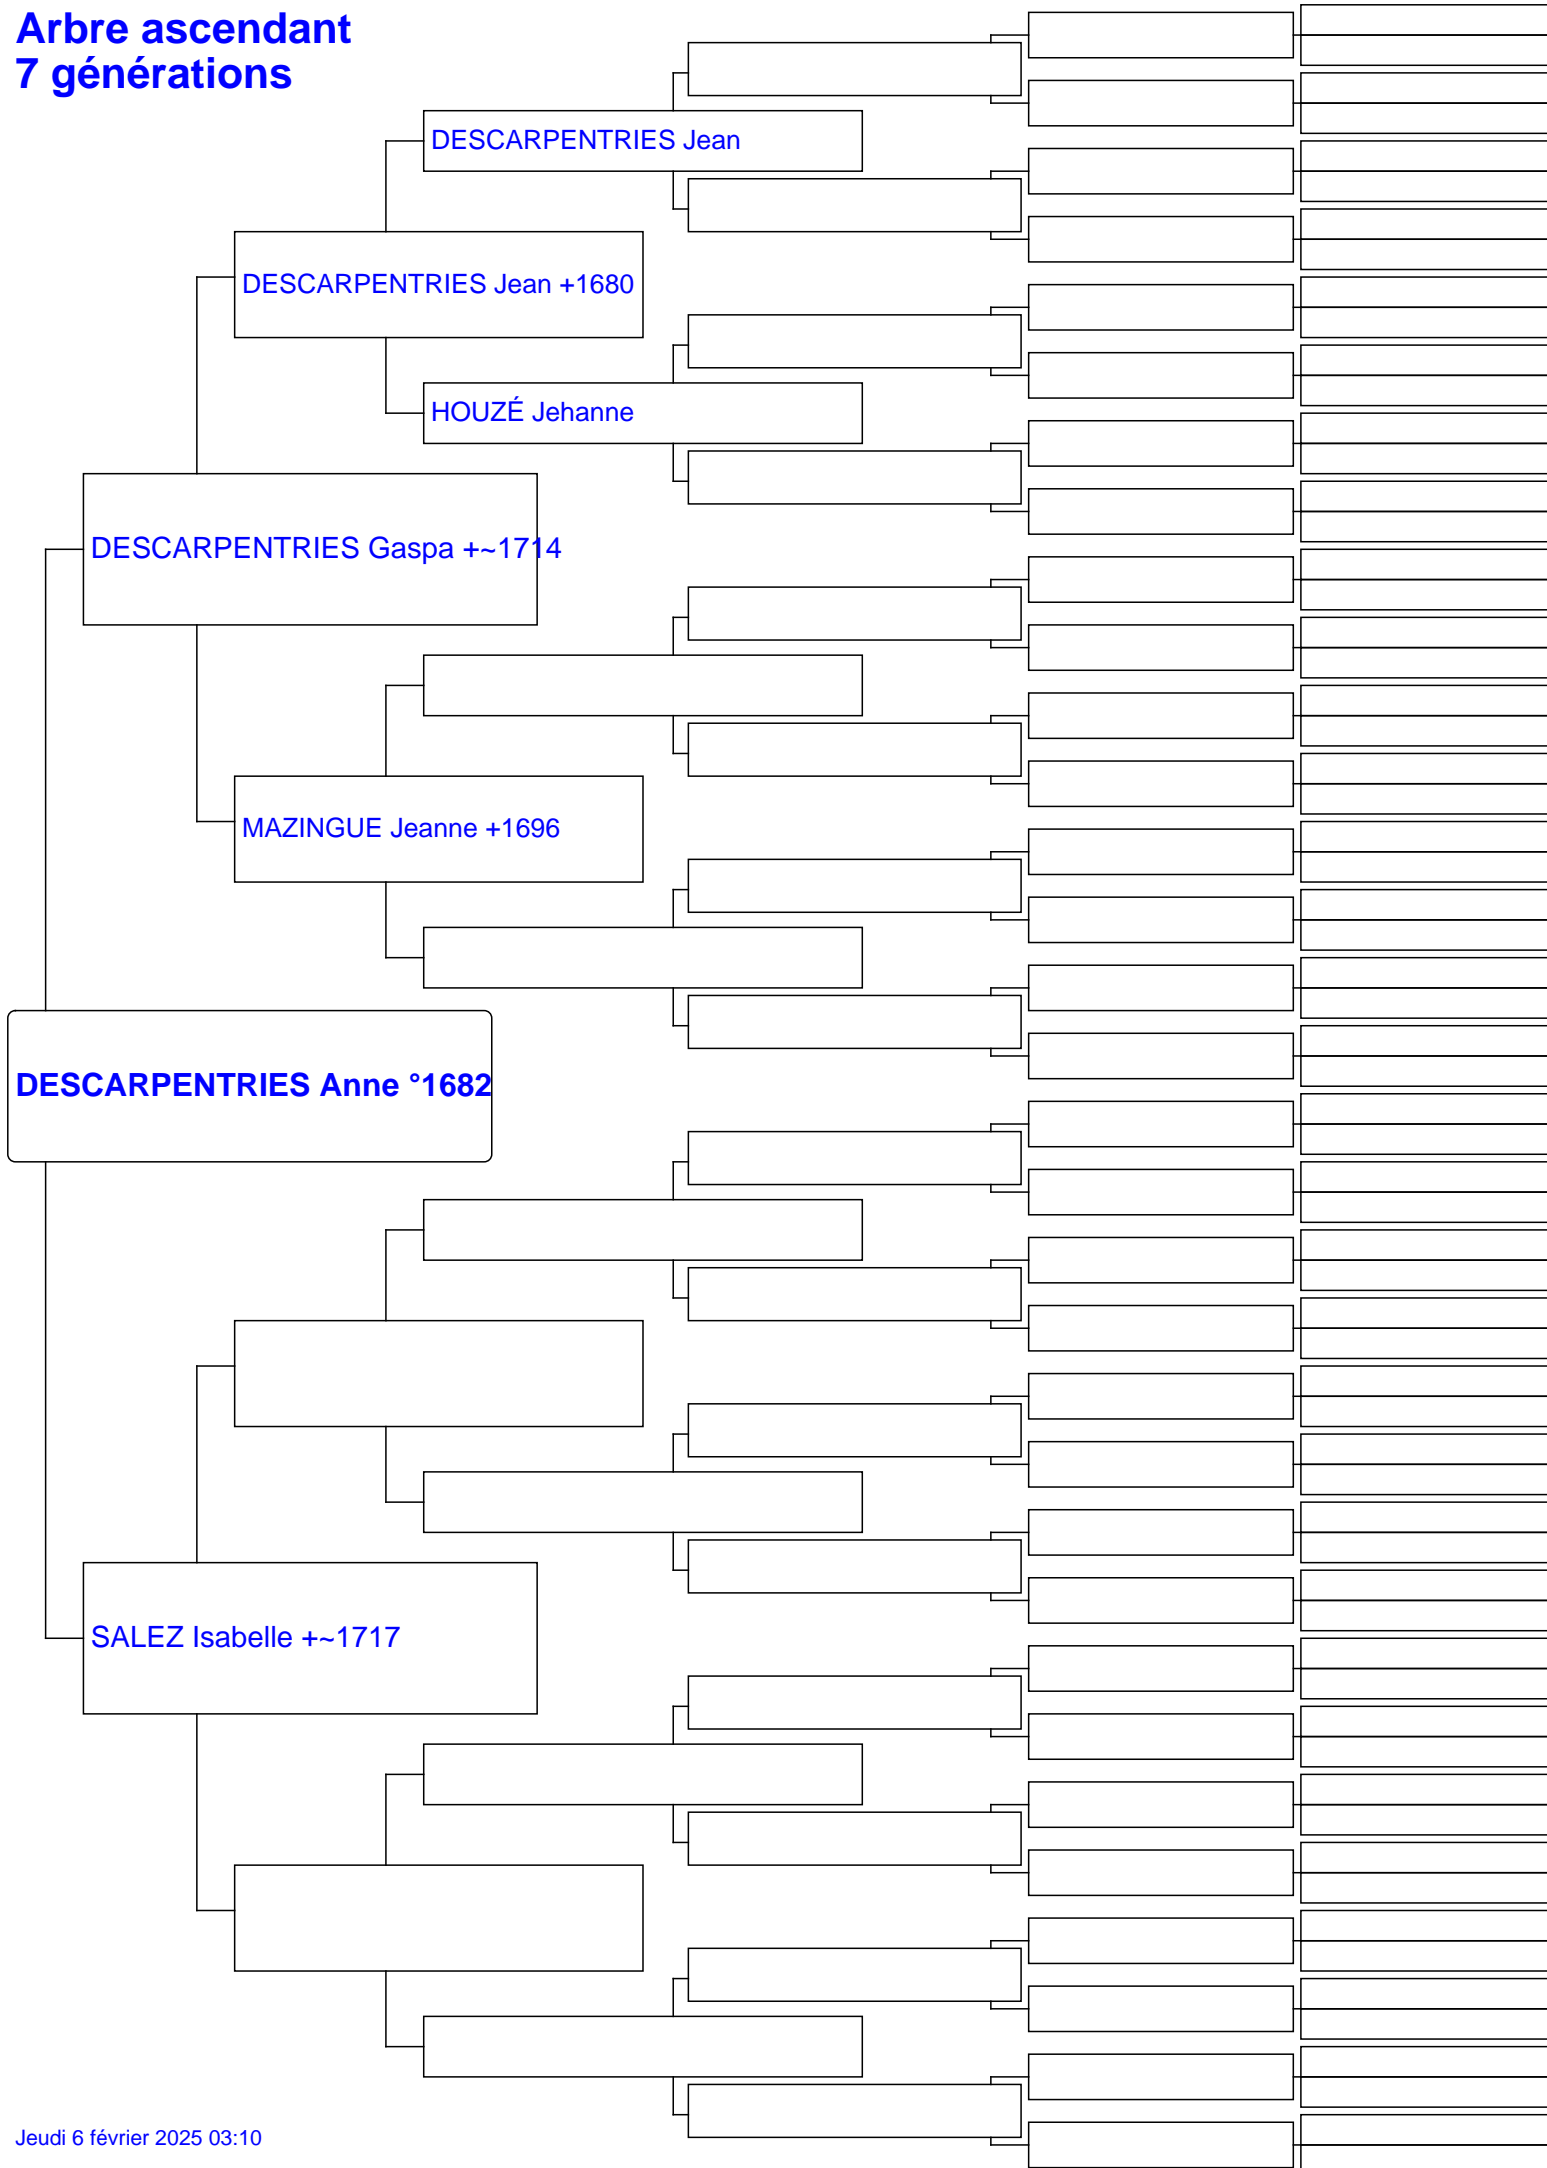 Arbre ascendant
7 générations
DESCARPENTRIES Jean
DESCARPENTRIES Jean +1680
HOUZÉ Jehanne
DESCARPENTRIES Gaspa +~1714
MAZINGUE Jeanne +1696
DESCARPENTRIES Anne °1682
SALEZ Isabelle +~1717
Jeudi 6 février 2025 03:10